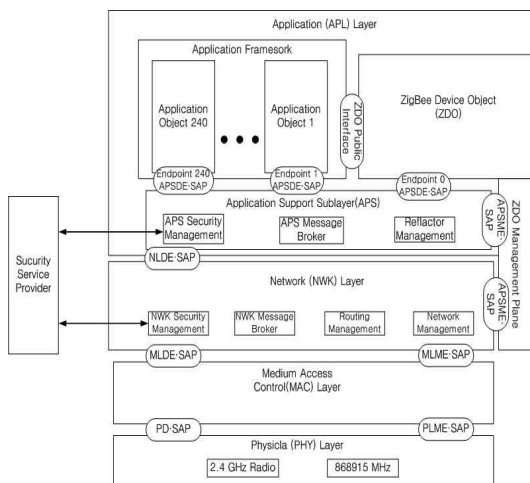 Application (APL) Layer
Application Framesork
Application
Object 240
Application
Object 1
ZDO Public
Interface
ZigBee Device Object
(ZDO)
Endpoint 240
APSDE·SAP
Endpoint 1
APSDE·SAP
Endpoint 0
APSDE·SAP
Application Support Sublayer(APS)
APS Security
Management
APS Message
Broker
Reflactor
Management
APSME·
SAP
ZDO Management Plane
Sucurity
Service
Provider
NLDE·SAP
Network (NWK) Layer
NWK Security
Management
NWK Message
Broker
Routing
Management
Network
Management
APSME·
SAP
MLDE·SAP
MLME·SAP
Medium Access
Control(MAC) Layer
PD·SAP
PLME·SAP
Physicla (PHY) Layer
2.4 GHz Radio
868915 MHz